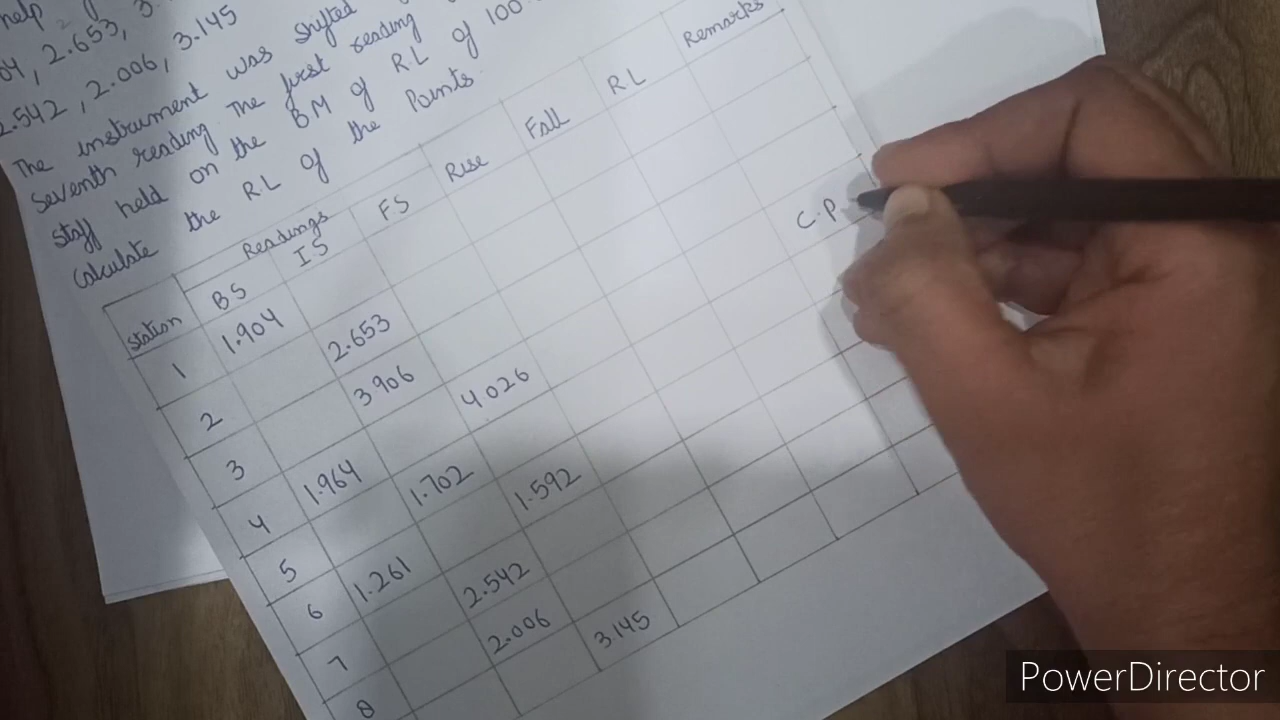 help
04, 2.653, 3.
2.542, 2.006, 3.145
The instrument was shifted
seventh reading. The first reading
staff held on the BM of RL of 100.
Calculate the RL of the Points.
Station Readings Rise Fall RL Remarks
BS IS FS
1 1.904
2 2.653
3 3.906
4 1.964 4.026 C.P.
5 1.702
6 1.261 1.592
7 2.542
8 2.006
3.145
PowerDirector